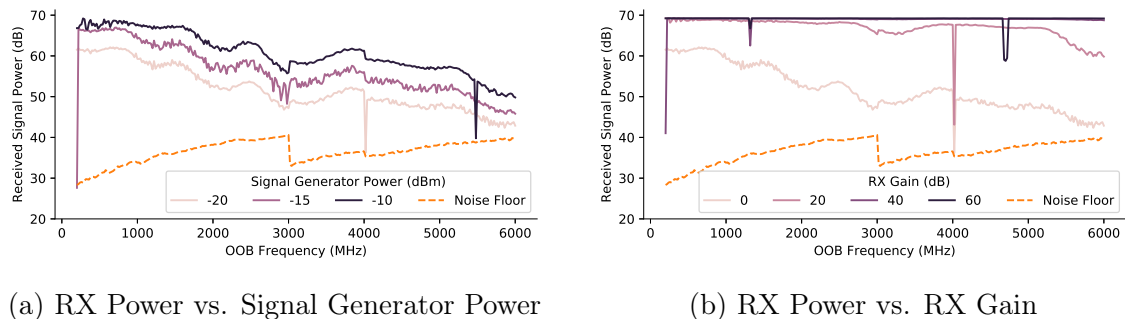 70
60
50
40
30
20
Received Signal Power (dB)
Signal Generator Power (dBm)
-20 -15 -10 Noise Floor
0 1000 2000 3000 4000 5000 6000
OOB Frequency (MHz)
(a) RX Power vs. Signal Generator Power
70
60
50
40
30
20
Received Signal Power (dB)
RX Gain (dB)
0 20 40 60 Noise Floor
0 1000 2000 3000 4000 5000 6000
OOB Frequency (MHz)
(b) RX Power vs. RX Gain